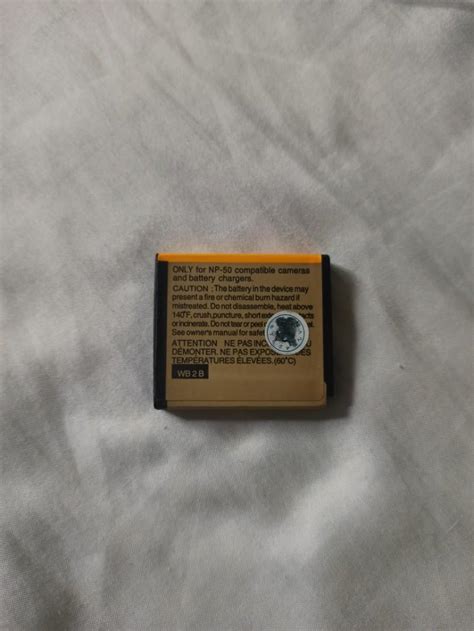 ONLY for NP-50 compatible cameras
and battery chargers.
CAUTION : The battery in the device may
present a fire or chemical burn hazard if
mistreated. Do not disassemble, heat above
140°F, crush, puncture, short
or incinerate. Do not tear or peel
See owner's manual for
ATTENTION NE PAS
DÉMONTER. NE PAS DES
TEMPÉRATURES ÉLEVÉES. (60°C)
WB 2 B